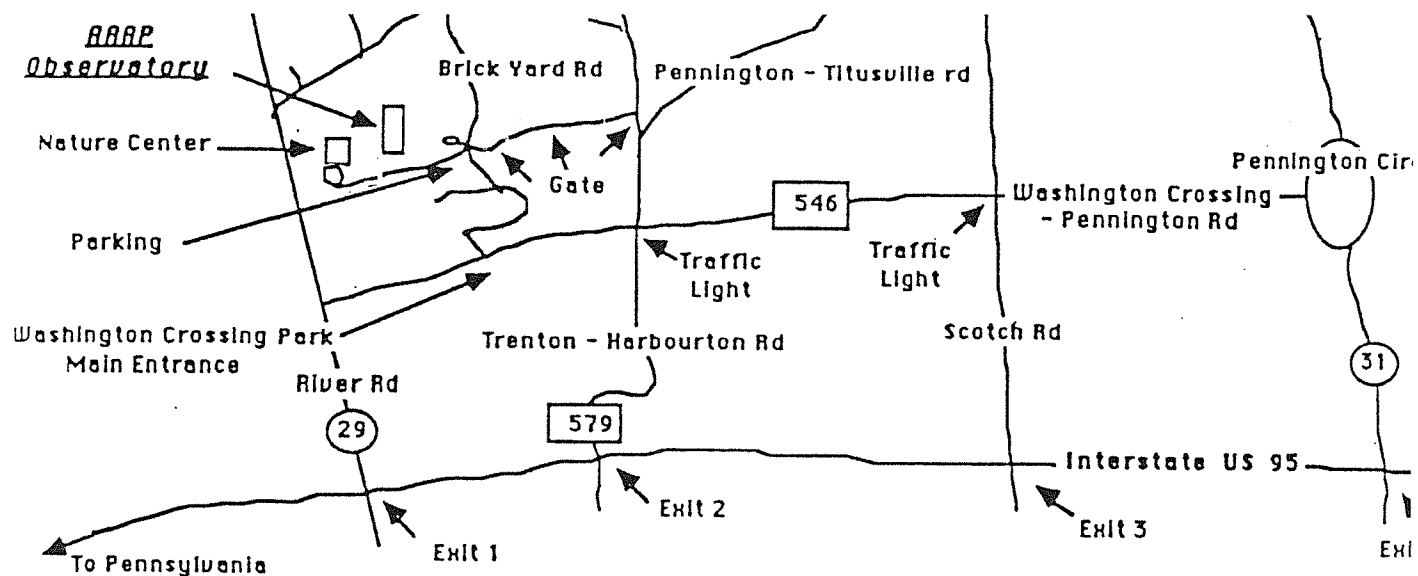 AAAP
Observatory
Brick Yard Rd
Pennington - Titusville rd
Nature Center
Gate
Pennington Cir
546
Washington Crossing
- Pennington Rd
Parking
Traffic
Light
Traffic
Light
Washington Crossing Park
Main Entrance
Trenton - Harbourton Rd
Scotch Rd
River Rd
31
29
579
Interstate US 95
Exit 2
Exit 3
Exit 1
To Pennsylvania
Exi